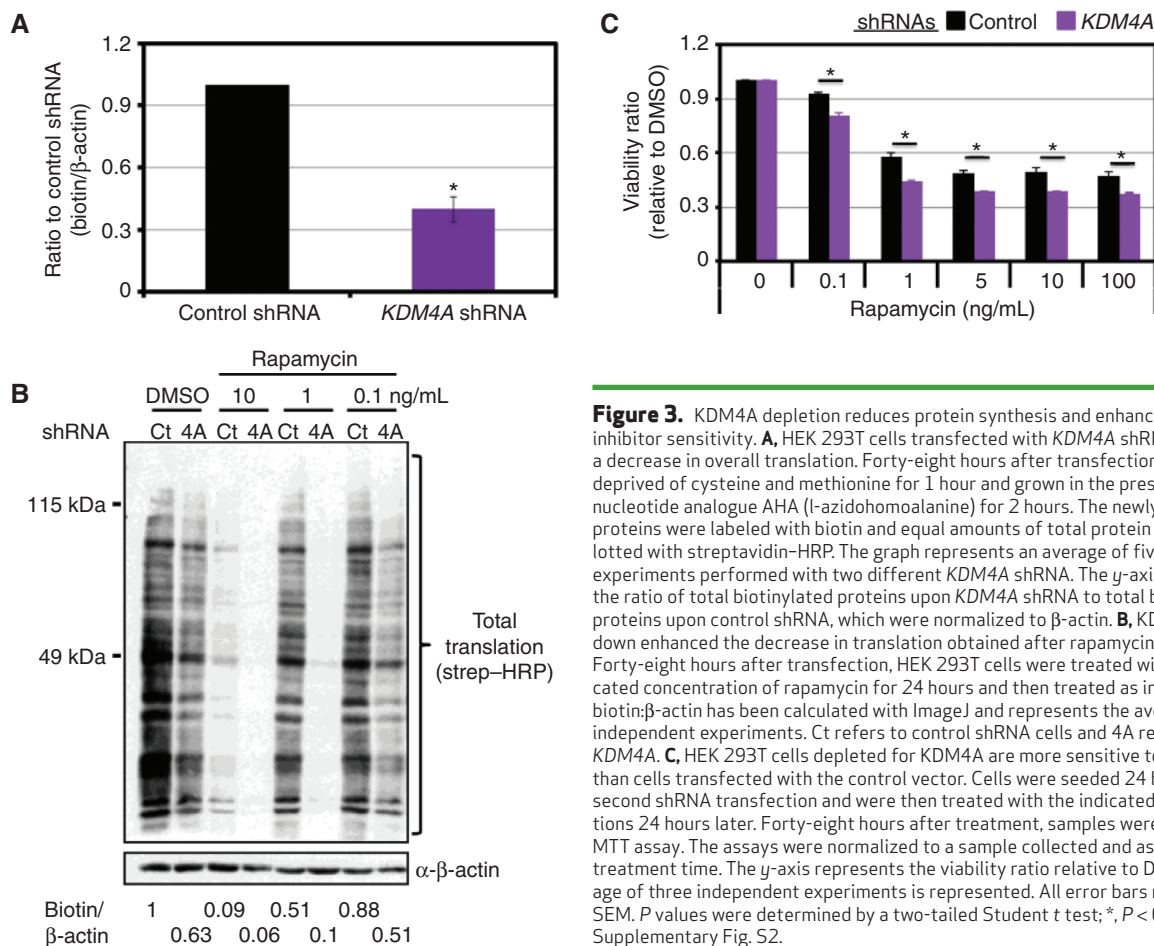 A
1.2
0.9
0.6
0.3
0
Ratio to control shRNA
(biotin/β-actin)
*
Control shRNA
KDM4A shRNA
C
shRNAs Control KDM4A
1.2
0.9
0.6
0.3
0
Viability ratio
(relative to DMSO)
* * * * *
0 0.1 1 5 10 100
Rapamycin (ng/mL)
B
Rapamycin
DMSO 10 1 0.1 ng/mL
shRNA Ct 4A Ct 4A Ct 4A Ct 4A
115 kDa
49 kDa
Total
translation
(strep–HRP)
α-β-actin
Biotin/ 1 0.09 0.51 0.88
β-actin 0.63 0.06 0.1 0.51
Figure 3. KDM4A depletion reduces protein synthesis and enhanc
inhibitor sensitivity. A, HEK 293T cells transfected with KDM4A shR
a decrease in overall translation. Forty-eight hours after transfection
deprived of cysteine and methionine for 1 hour and grown in the pres
nucleotide analogue AHA (l-azidohomoalanine) for 2 hours. The newly
proteins were labeled with biotin and equal amounts of total protein
lotted with streptavidin–HRP. The graph represents an average of five
experiments performed with two different KDM4A shRNA. The y-axi
the ratio of total biotinylated proteins upon KDM4A shRNA to total b
proteins upon control shRNA, which were normalized to β-actin. B, KD
down enhanced the decrease in translation obtained after rapamycin
Forty-eight hours after transfection, HEK 293T cells were treated wi
cated concentration of rapamycin for 24 hours and then treated as in
biotin:β-actin has been calculated with ImageJ and represents the ave
independent experiments. Ct refers to control shRNA cells and 4A re
KDM4A. C, HEK 293T cells depleted for KDM4A are more sensitive to
than cells transfected with the control vector. Cells were seeded 24 h
second shRNA transfection and were then treated with the indicated
tions 24 hours later. Forty-eight hours after treatment, samples were
MTT assay. The assays were normalized to a sample collected and as
treatment time. The y-axis represents the viability ratio relative to D
age of three independent experiments is represented. All error bars r
SEM. P values were determined by a two-tailed Student t test; *, P < 0
Supplementary Fig. S2.